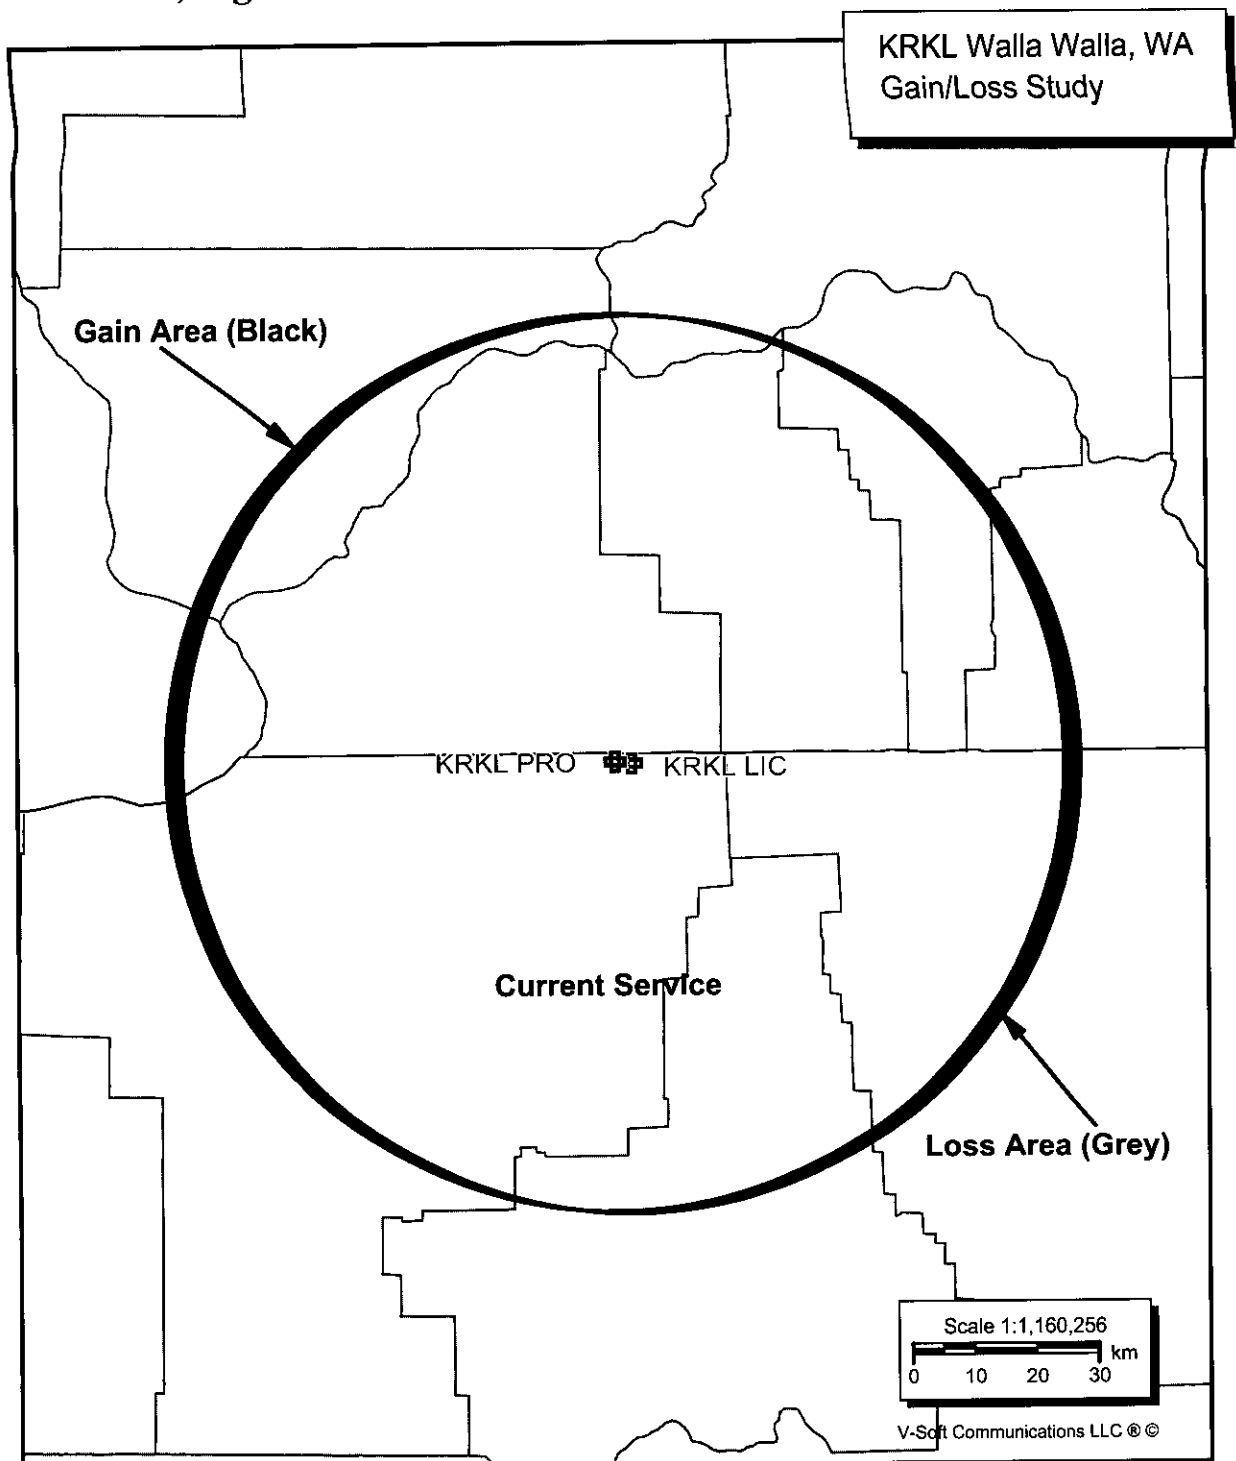 KRKL Walla Walla, WA
Gain/Loss Study
Gain Area (Black)
KRKL PRO
KRKL LIC
Current Service
Loss Area (Grey)
Scale 1:1,160,256
km
0 10 20 30
V-Soft Communications LLC ® ©